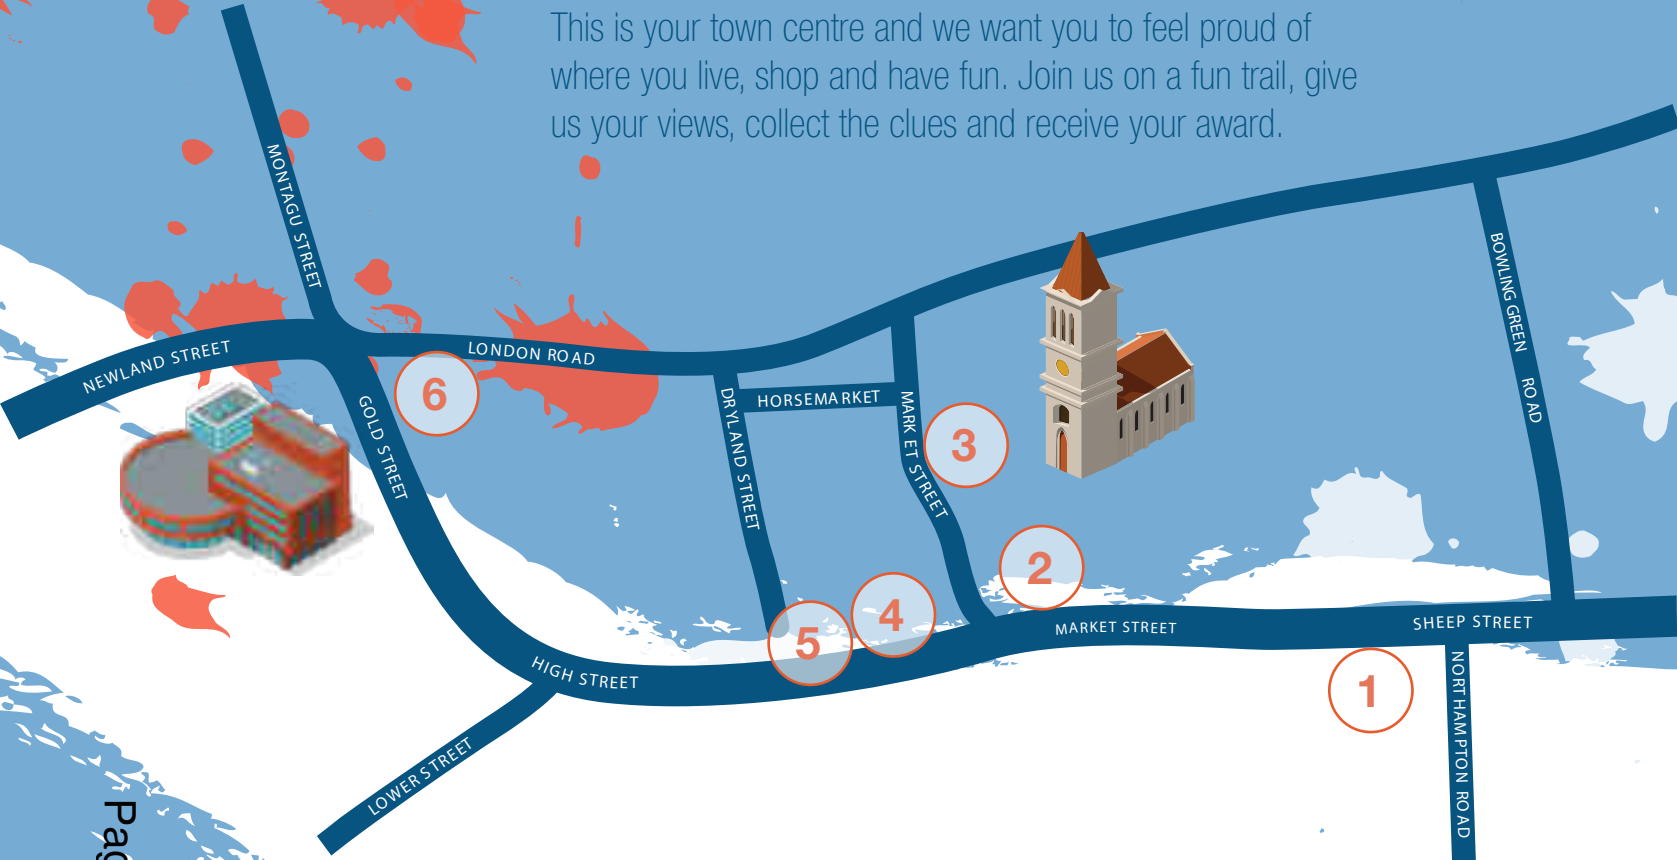 This is your town centre and we want you to feel proud of
where you live, shop and have fun. Join us on a fun trail, give
us your views, collect the clues and receive your award.
MONTAGU STREET
NEWLAND STREET
LONDON ROAD
BOWLING GREEN ROAD
6
GOLD STREET
DRYLAND STREET
HORSEMARKET
MARKET STREET
3
2
4
5
MARKET STREET
SHEEP STREET
HIGH STREET
1
NORTHAMPTON ROAD
LOWER STREET